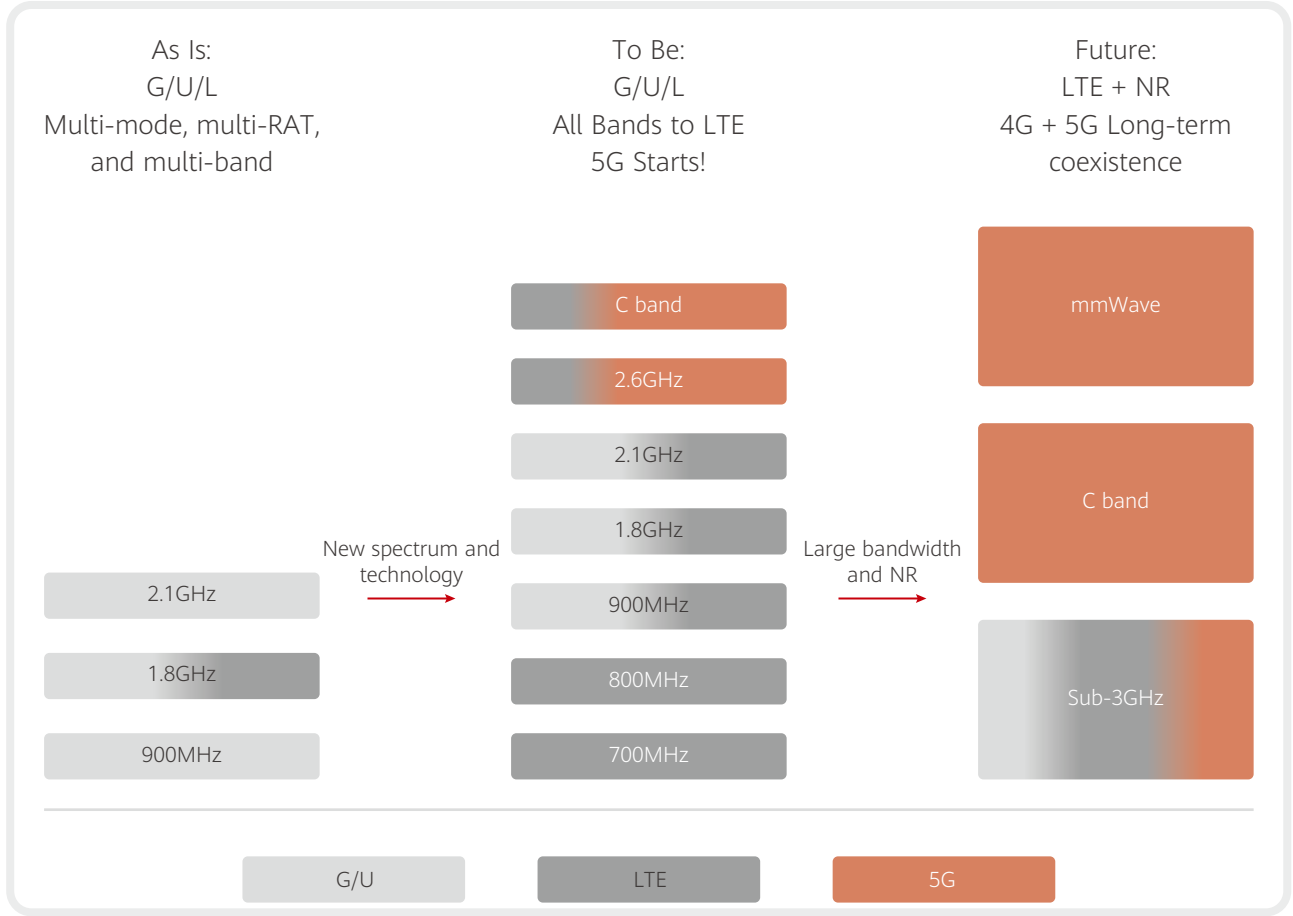 As Is:
G/U/L
Multi-mode, multi-RAT,
and multi-band
To Be:
G/U/L
All Bands to LTE
5G Starts!
Future:
LTE + NR
4G + 5G Long-term
coexistence
2.1GHz
1.8GHz
900MHz
New spectrum and
technology
C band
2.6GHz
2.1GHz
1.8GHz
900MHz
800MHz
700MHz
Large bandwidth
and NR
mmWave
C band
Sub-3GHz
G/U
LTE
5G